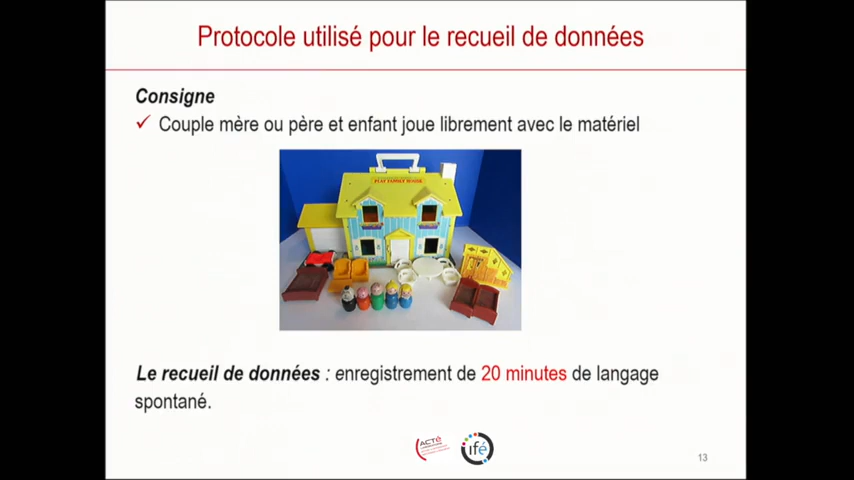 Protocole utilisé pour le recueil de données
Consigne
Couple mère ou père et enfant joue librement avec le matériel
PLAY FAMILY HOUSE
Le recueil de données : enregistrement de 20 minutes de langage
spontané.
ACTé
ifé
13